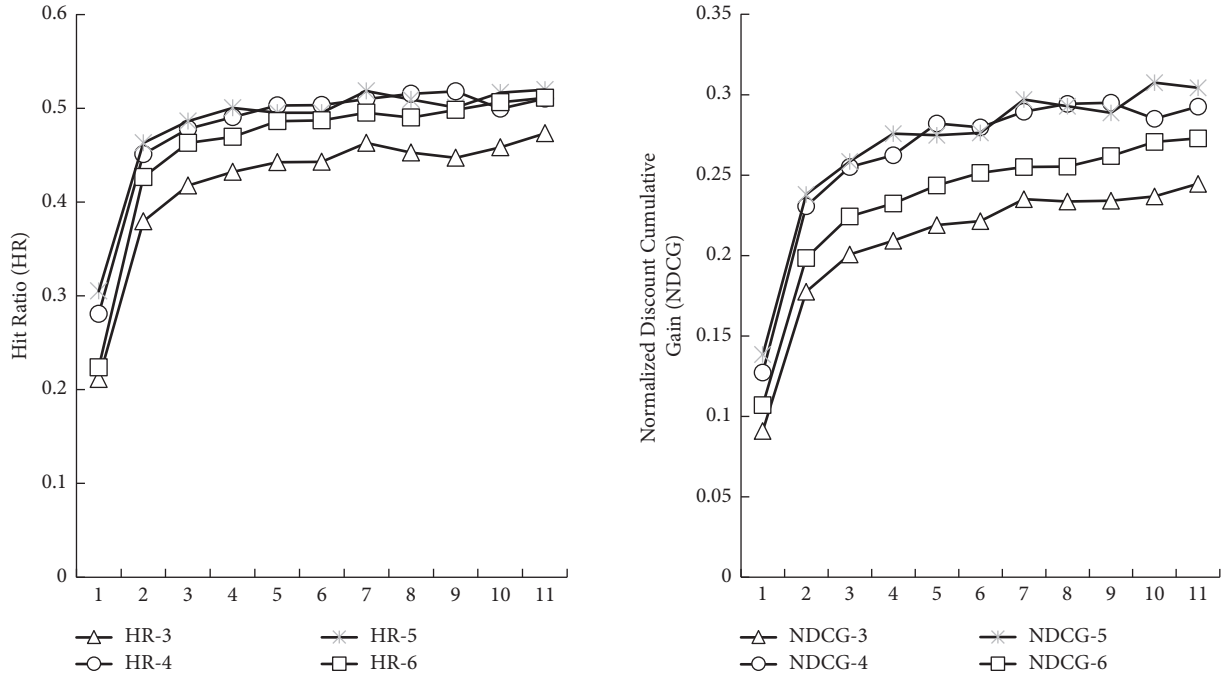 Hit Ratio (HR)
0.6
0.5
0.4
0.3
0.2
0.1
0
1 2 3 4 5 6 7 8 9 10 11
HR-3
HR-4
HR-5
HR-6
Normalized Discount Cumulative
Gain (NDCG)
0.35
0.3
0.25
0.2
0.15
0.1
0.05
0
1 2 3 4 5 6 7 8 9 10 11
NDCG-3
NDCG-4
NDCG-5
NDCG-6